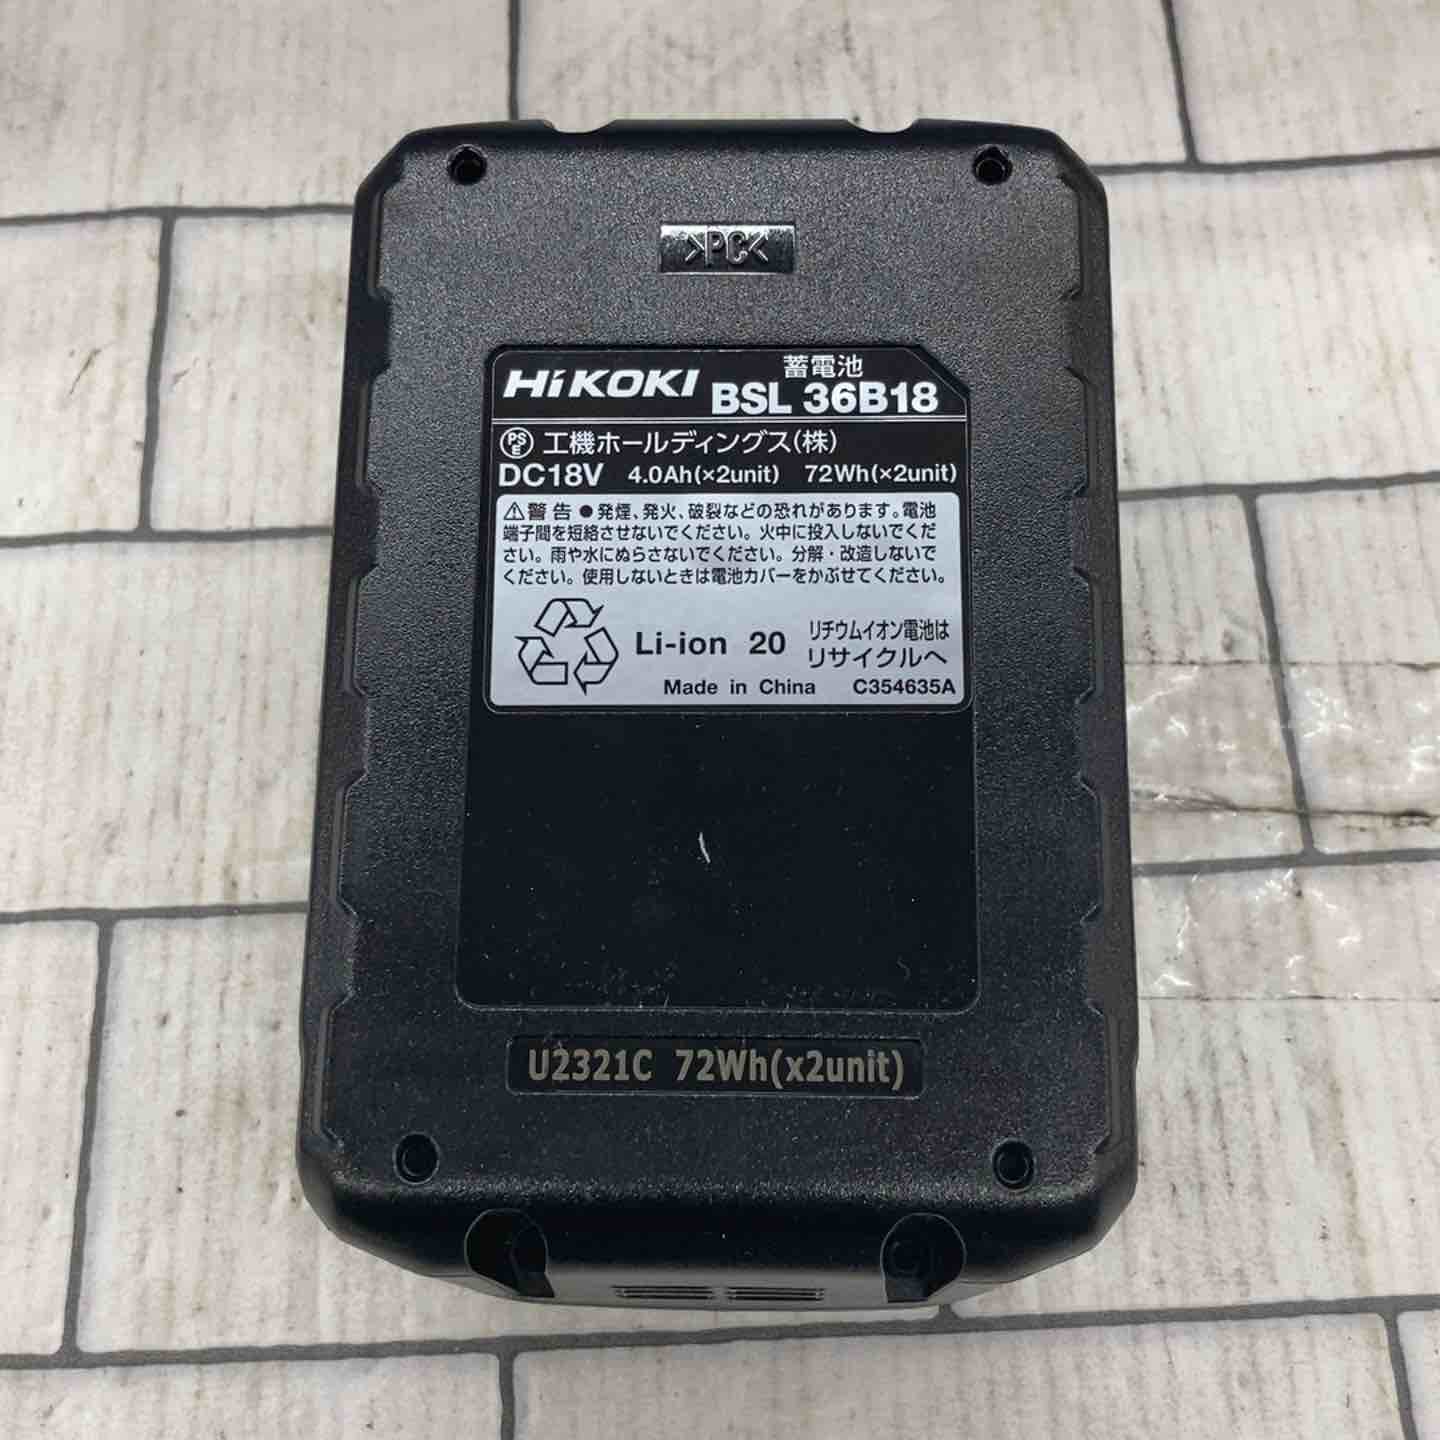 >PC<
蓄電池
HiKOKI BSL 36B18
PSE 工機ホールディングス(株)
DC18V 4.0Ah(×2unit) 72Wh(×2unit)
⚠警告 ●発煙、発火、破裂などの恐れがあります。電池
端子間を短絡させないでください。火中に投入しないでくだ
さい。雨や水にぬらさないでください。分解・改造しないで
ください。使用しないときは電池カバーをかぶせてください。
Li-ion 20 リチウムイオン電池は
リサイクルへ
Made in China C354635A
U2321C 72Wh(x2unit)